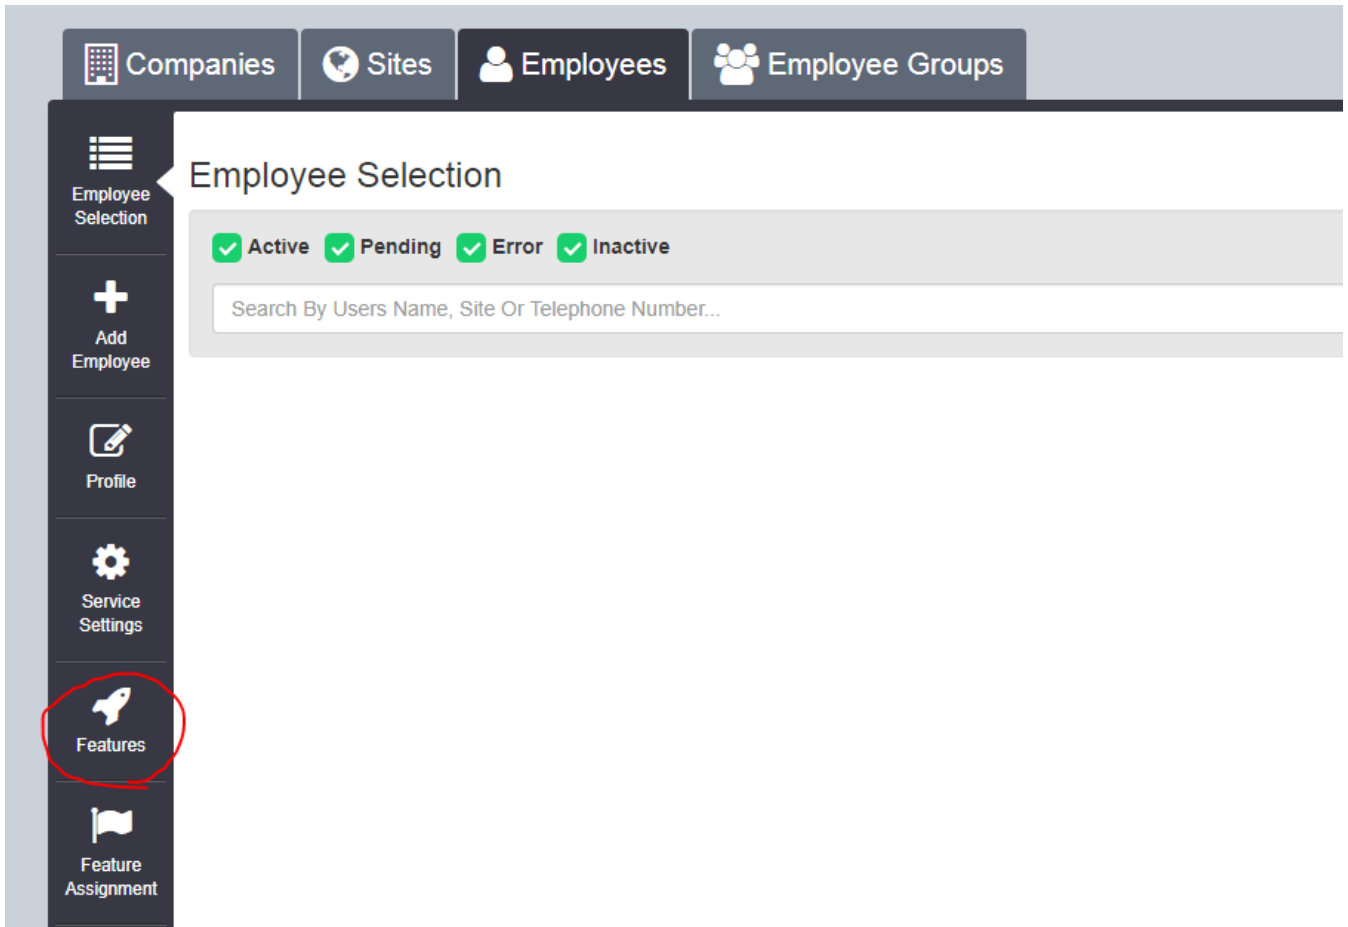 Companies
Sites
Employees
Employee Groups
Employee
Selection
Employee Selection
Active
Pending
Error
Inactive
Search By Users Name, Site Or Telephone Number...
Add
Employee
Profile
Service
Settings
Features
Feature
Assignment